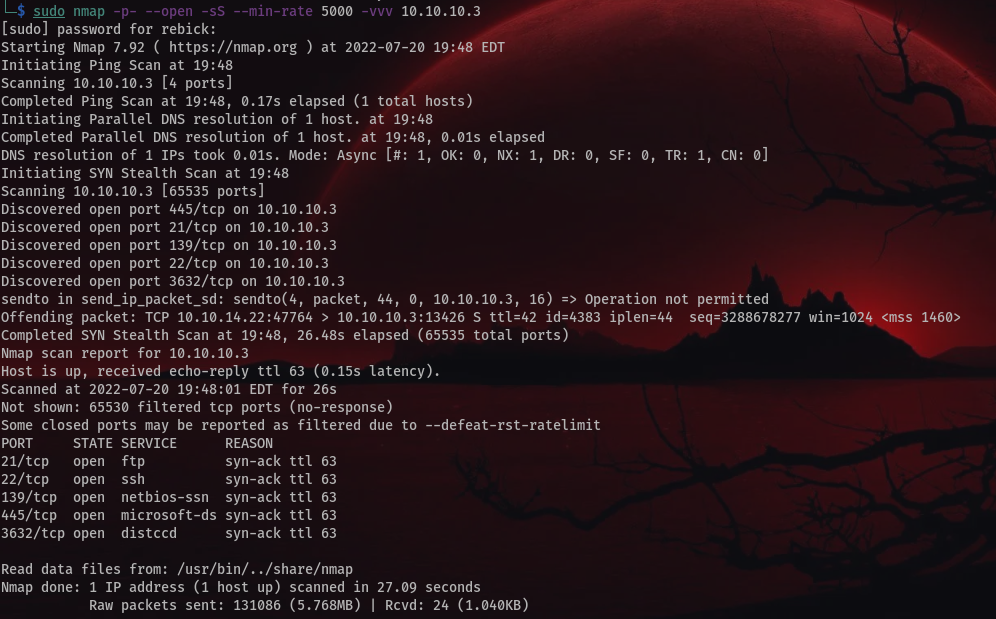 └─$ sudo nmap -p- --open -sS --min-rate 5000 -vvv 10.10.10.3
[sudo] password for rebick:
Starting Nmap 7.92 ( https://nmap.org ) at 2022-07-20 19:48 EDT
Initiating Ping Scan at 19:48
Scanning 10.10.10.3 [4 ports]
Completed Ping Scan at 19:48, 0.17s elapsed (1 total hosts)
Initiating Parallel DNS resolution of 1 host. at 19:48
Completed Parallel DNS resolution of 1 host. at 19:48, 0.01s elapsed
DNS resolution of 1 IPs took 0.01s. Mode: Async [#: 1, OK: 0, NX: 1, DR: 0, SF: 0, TR: 1, CN: 0]
Initiating SYN Stealth Scan at 19:48
Scanning 10.10.10.3 [65535 ports]
Discovered open port 445/tcp on 10.10.10.3
Discovered open port 21/tcp on 10.10.10.3
Discovered open port 139/tcp on 10.10.10.3
Discovered open port 22/tcp on 10.10.10.3
Discovered open port 3632/tcp on 10.10.10.3
sendto in send_ip_packet_sd: sendto(4, packet, 44, 0, 10.10.10.3, 16) => Operation not permitted
Offending packet: TCP 10.10.14.22:47764 > 10.10.10.3:13426 S ttl=42 id=4383 iplen=44  seq=3288678277 win=1024 <mss 1460>
Completed SYN Stealth Scan at 19:48, 26.48s elapsed (65535 total ports)
Nmap scan report for 10.10.10.3
Host is up, received echo-reply ttl 63 (0.15s latency).
Scanned at 2022-07-20 19:48:01 EDT for 26s
Not shown: 65530 filtered tcp ports (no-response)
Some closed ports may be reported as filtered due to --defeat-rst-ratelimit
PORT     STATE SERVICE      REASON
21/tcp   open  ftp          syn-ack ttl 63
22/tcp   open  ssh          syn-ack ttl 63
139/tcp  open  netbios-ssn  syn-ack ttl 63
445/tcp  open  microsoft-ds syn-ack ttl 63
3632/tcp open  distccd      syn-ack ttl 63
Read data files from: /usr/bin/../share/nmap
Nmap done: 1 IP address (1 host up) scanned in 27.09 seconds
           Raw packets sent: 131086 (5.768MB) | Rcvd: 24 (1.040KB)